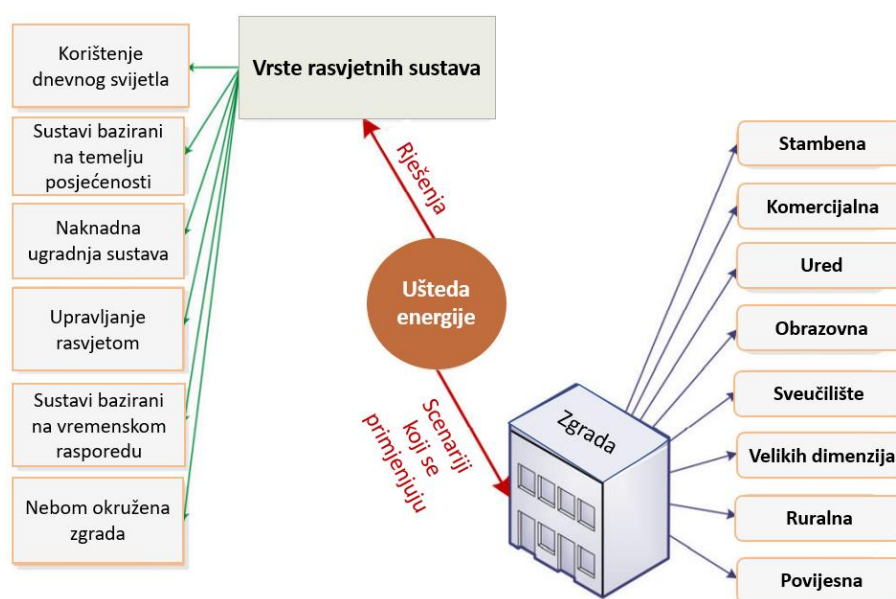 Korištenje
dnevnog svijetla
Sustavi bazirani
na temelju
posjećenosti
Naknadna
ugradnja sustava
Upravljanje
rasvjetom
Sustavi bazirani
na vremenskom
rasporedu
Nebom okružena
zgrada
Vrste rasvjetnih sustava
Rješenja
Ušteda
energije
Scenariji
koji se
primjenjuju
Zgrada
Stambena
Komercijalna
Ured
Obrazovna
Sveučilište
Velikih dimenzija
Ruralna
Povijesna